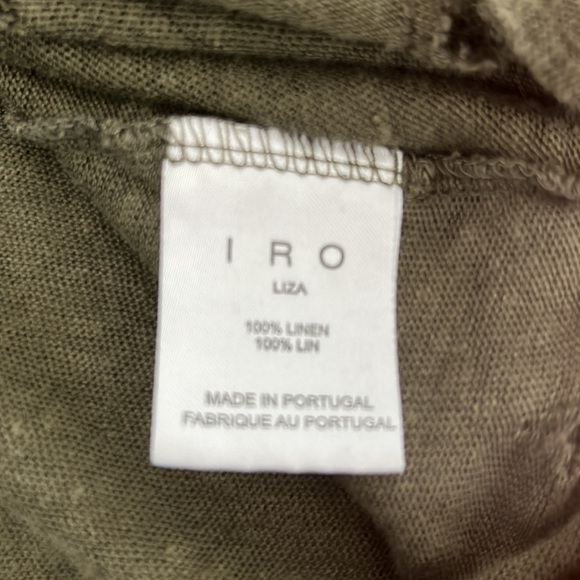 I R O
LIZA
100% LINEN
100% LIN
MADE IN PORTUGAL
FABRIQUE AU PORTUGAL